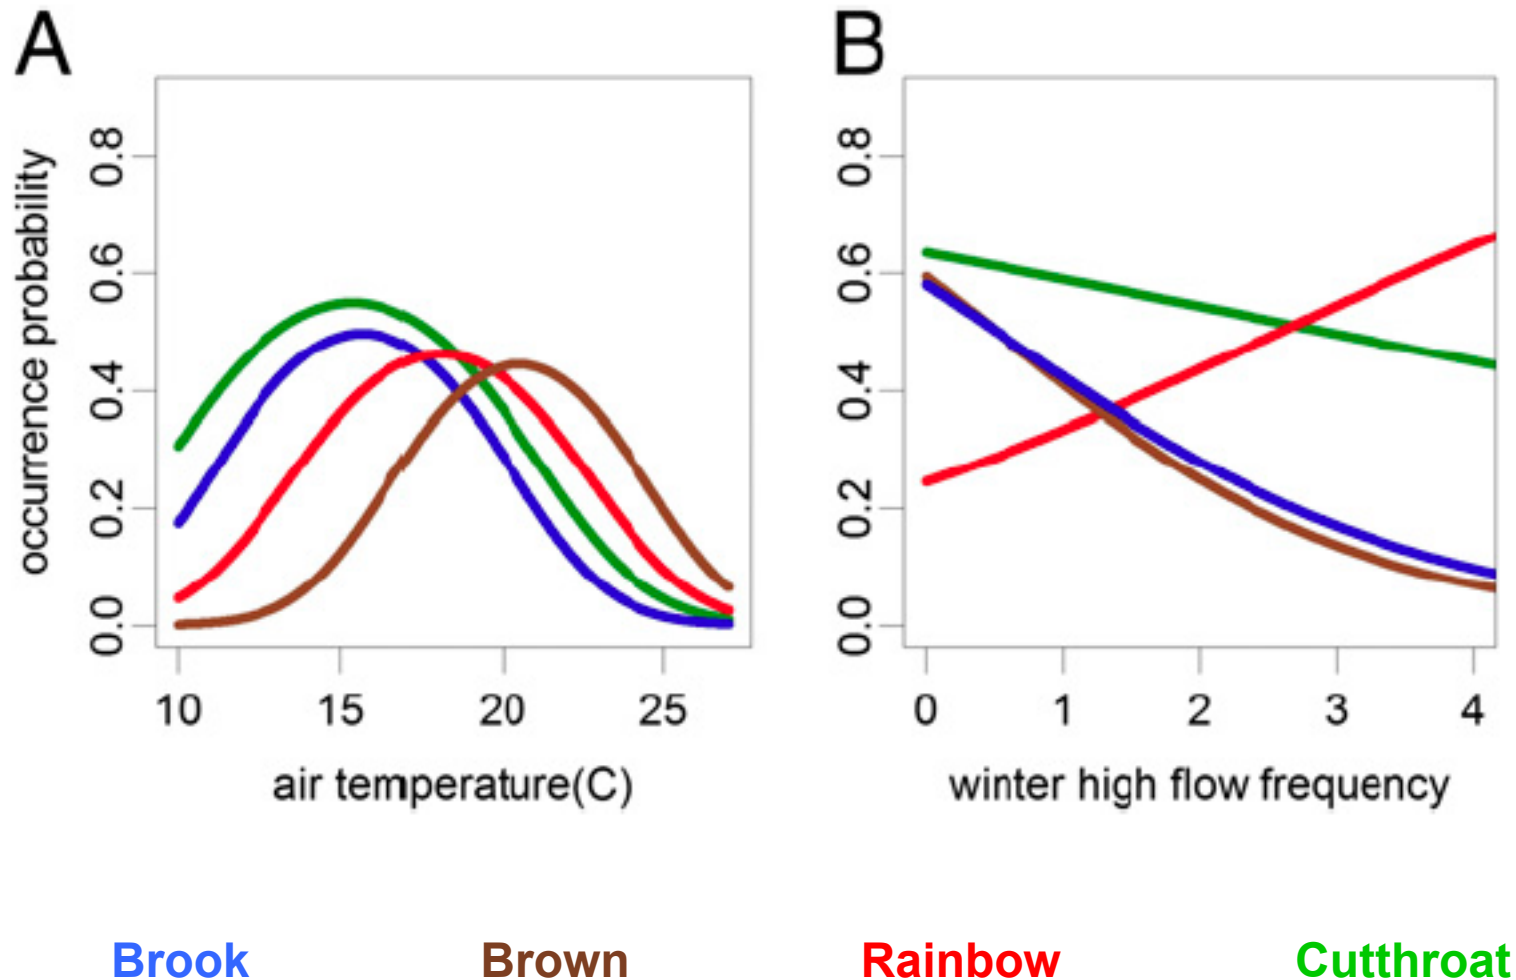 A
B
occurrence probability
0.8
0.6
0.4
0.2
0.0
0.8
0.6
0.4
0.2
0.0
10 15 20 25
0 1 2 3 4
air temperature(C)
winter high flow frequency
Brook Brown Rainbow Cutthroat